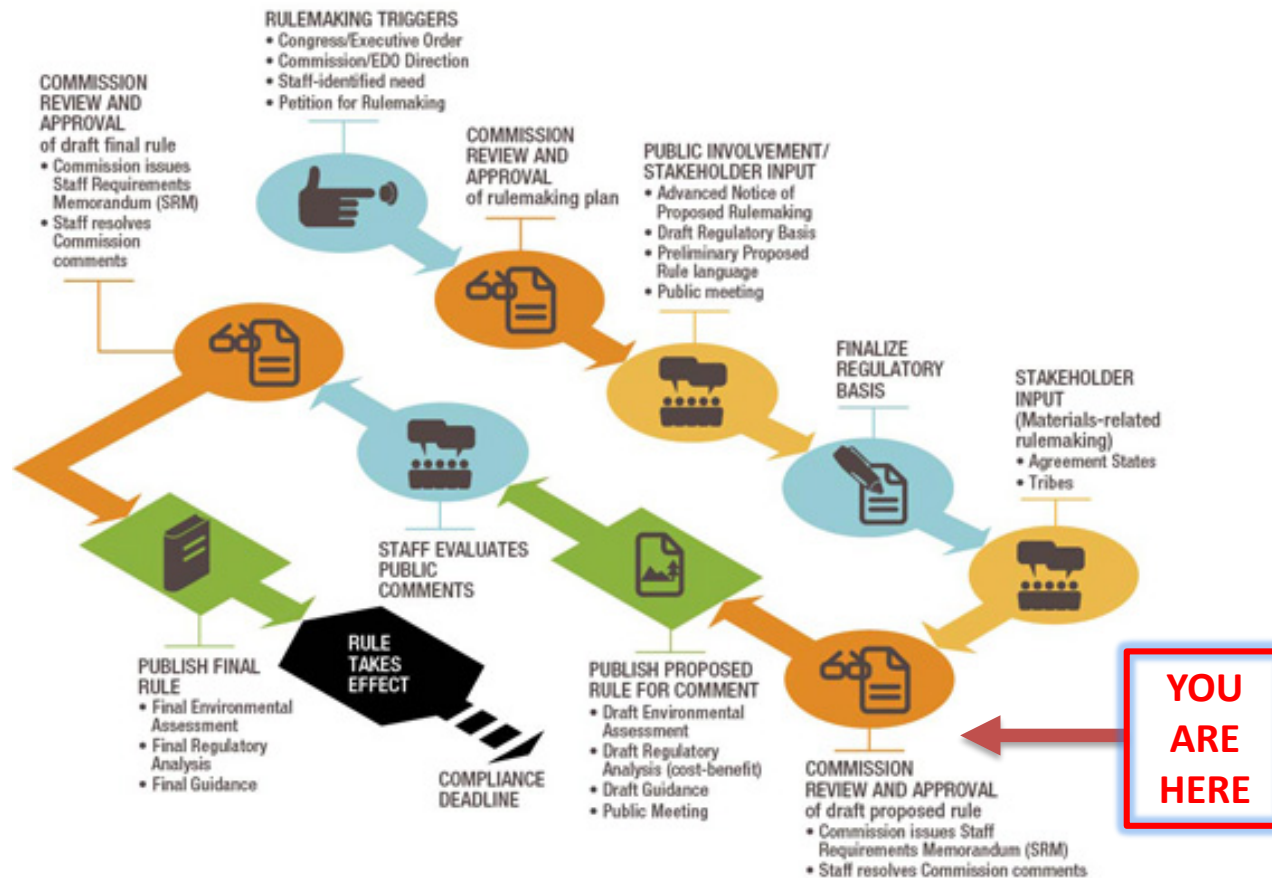 RULEMAKING TRIGGERS
• Congress/Executive Order
• Commission/EDO Direction
• Staff-identified need
• Petition for Rulemaking
COMMISSION
REVIEW AND
APPROVAL
of rulemaking plan
PUBLIC INVOLVEMENT/
STAKEHOLDER INPUT
• Advanced Notice of
Proposed Rulemaking
• Draft Regulatory Basis
• Preliminary Proposed
Rule language
• Public meeting
FINALIZE
REGULATORY
BASIS
STAKEHOLDER
INPUT
(Materials-related
rulemaking)
• Agreement States
• Tribes
YOU
ARE
HERE
COMMISSION
REVIEW AND APPROVAL
of draft proposed rule
• Commission issues Staff
Requirements Memorandum (SRM)
• Staff resolves Commission comments
PUBLISH PROPOSED
RULE FOR COMMENT
• Draft Environmental
Assessment
• Draft Regulatory
Analysis (cost-benefit)
• Draft Guidance
• Public Meeting
STAFF EVALUATES
PUBLIC
COMMENTS
COMMISSION
REVIEW AND
APPROVAL
of draft final rule
• Commission issues
Staff Requirements
Memorandum (SRM)
• Staff resolves
Commission
comments
PUBLISH FINAL
RULE
• Final Environmental
Assessment
• Final Regulatory
Analysis
• Final Guidance
RULE
TAKES
EFFECT
COMPLIANCE
DEADLINE